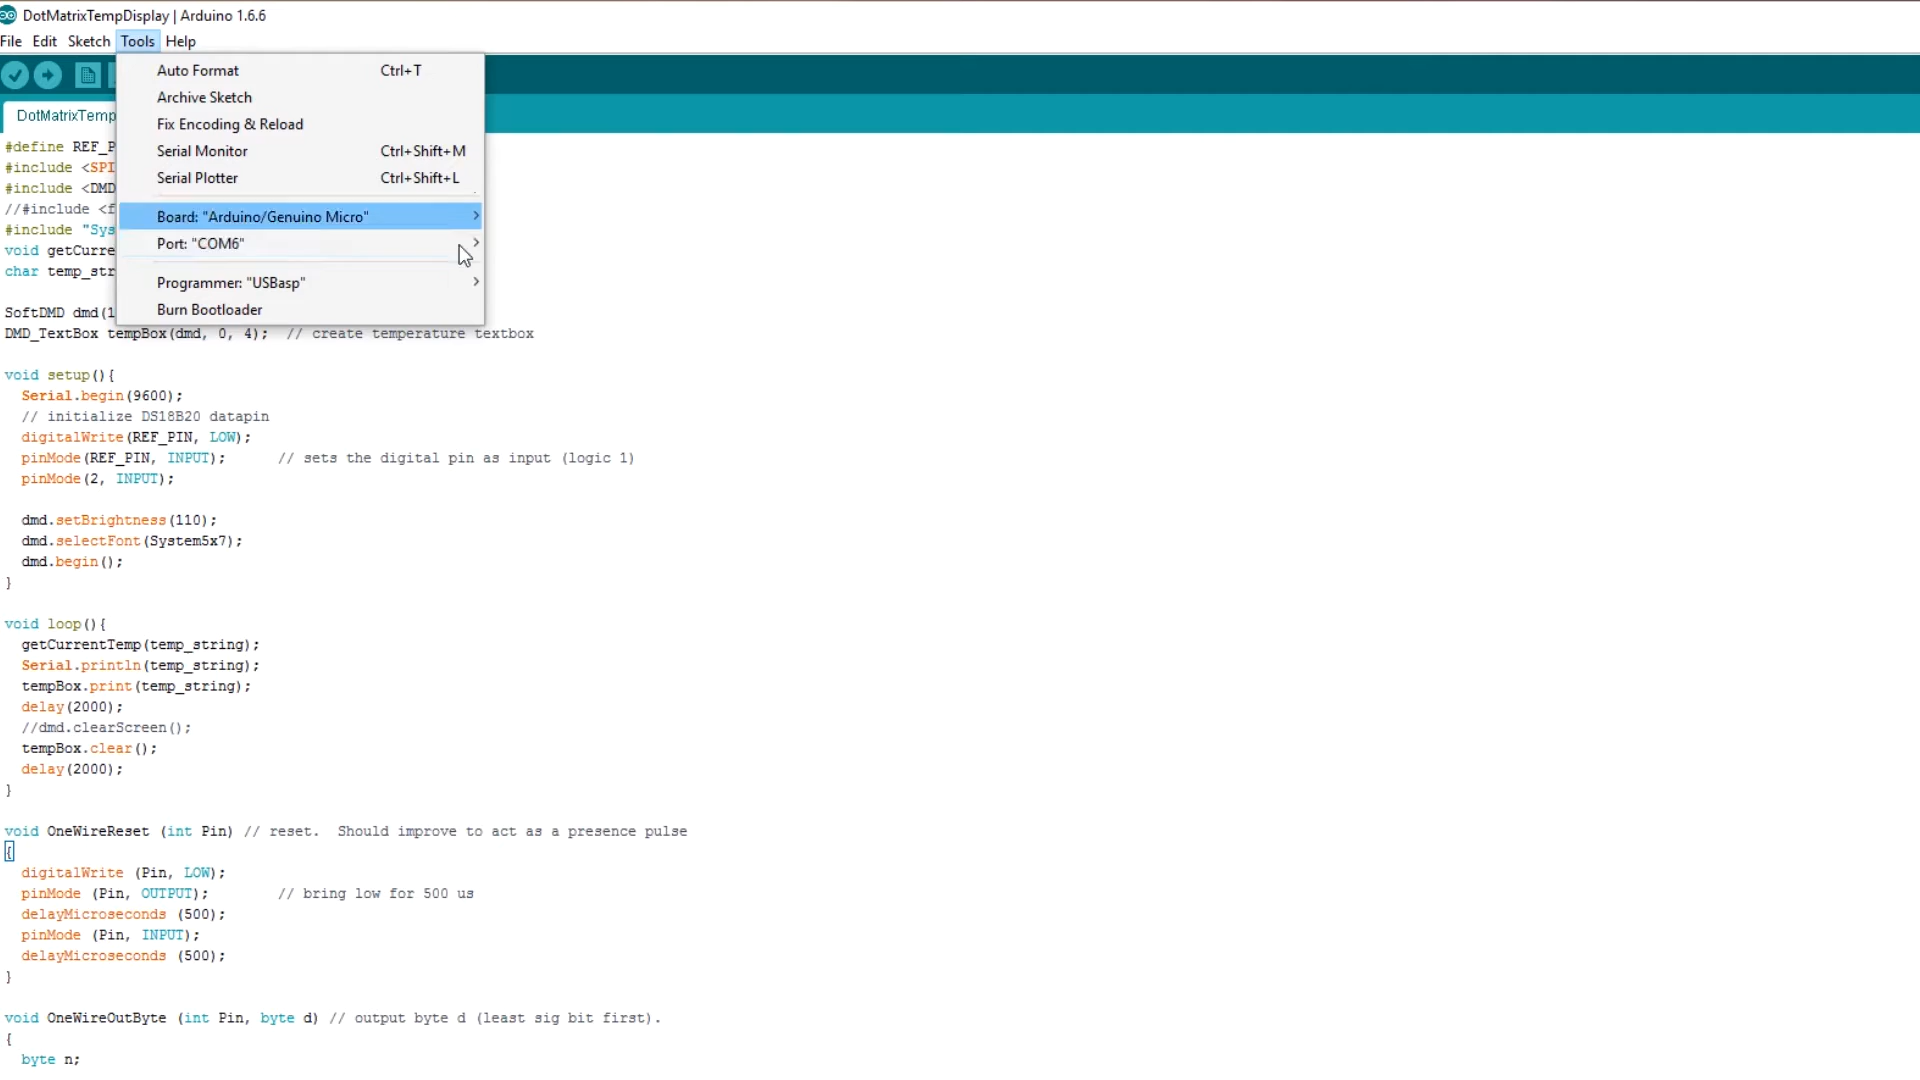 DotMatrixTempDisplay | Arduino 1.6.6
File Edit Sketch Tools Help
Auto Format Ctrl+T
Archive Sketch
Fix Encoding & Reload
Serial Monitor Ctrl+Shift+M
Serial Plotter Ctrl+Shift+L
Board: "Arduino/Genuino Micro"
Port: "COM6"
Programmer: "USBasp"
Burn Bootloader
DotMatrixTemp
#define REF_P
#include <SPI
#include <DMD
//#include <f
#include "Sys
void getCurre
char temp_str
SoftDMD dmd(1
DMD_TextBox tempBox(dmd, 0, 4);  // create temperature textbox
void setup(){
Serial.begin(9600);
// initialize DS18B20 datapin
digitalWrite(REF_PIN, LOW);
pinMode(REF_PIN, INPUT);      // sets the digital pin as input (logic 1)
pinMode(2, INPUT);
dmd.setBrightness(110);
dmd.selectFont(System5x7);
dmd.begin();
}
void loop(){
getCurrentTemp(temp_string);
Serial.println(temp_string);
tempBox.print(temp_string);
delay(2000);
//dmd.clearScreen();
tempBox.clear();
delay(2000);
}
void OneWireReset (int Pin) // reset.  Should improve to act as a presence pulse
{
digitalWrite (Pin, LOW);
pinMode (Pin, OUTPUT);        // bring low for 500 us
delayMicroseconds (500);
pinMode (Pin, INPUT);
delayMicroseconds (500);
}
void OneWireOutByte (int Pin, byte d) // output byte d (least sig bit first).
{
byte n;